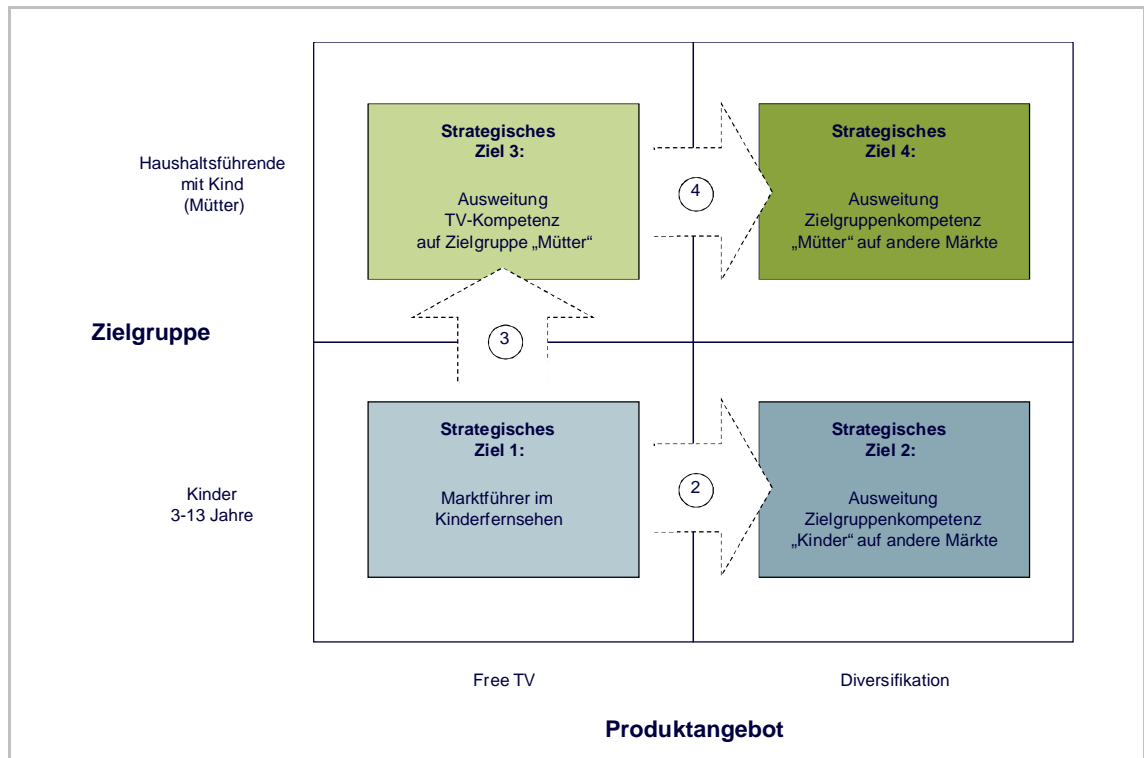 Haushaltsführende
mit Kind
(Mütter)
Strategisches
Ziel 3:
Ausweitung
TV-Kompetenz
auf Zielgruppe „Mütter“
4
Strategisches
Ziel 4:
Ausweitung
Zielgruppenkompetenz
„Mütter“ auf andere Märkte
Zielgruppe
3
Kinder
3-13 Jahre
Strategisches
Ziel 1:
Marktführer im
Kinderfernsehen
2
Strategisches
Ziel 2:
Ausweitung
Zielgruppenkompetenz
„Kinder“ auf andere Märkte
Free TV
Diversifikation
Produktangebot